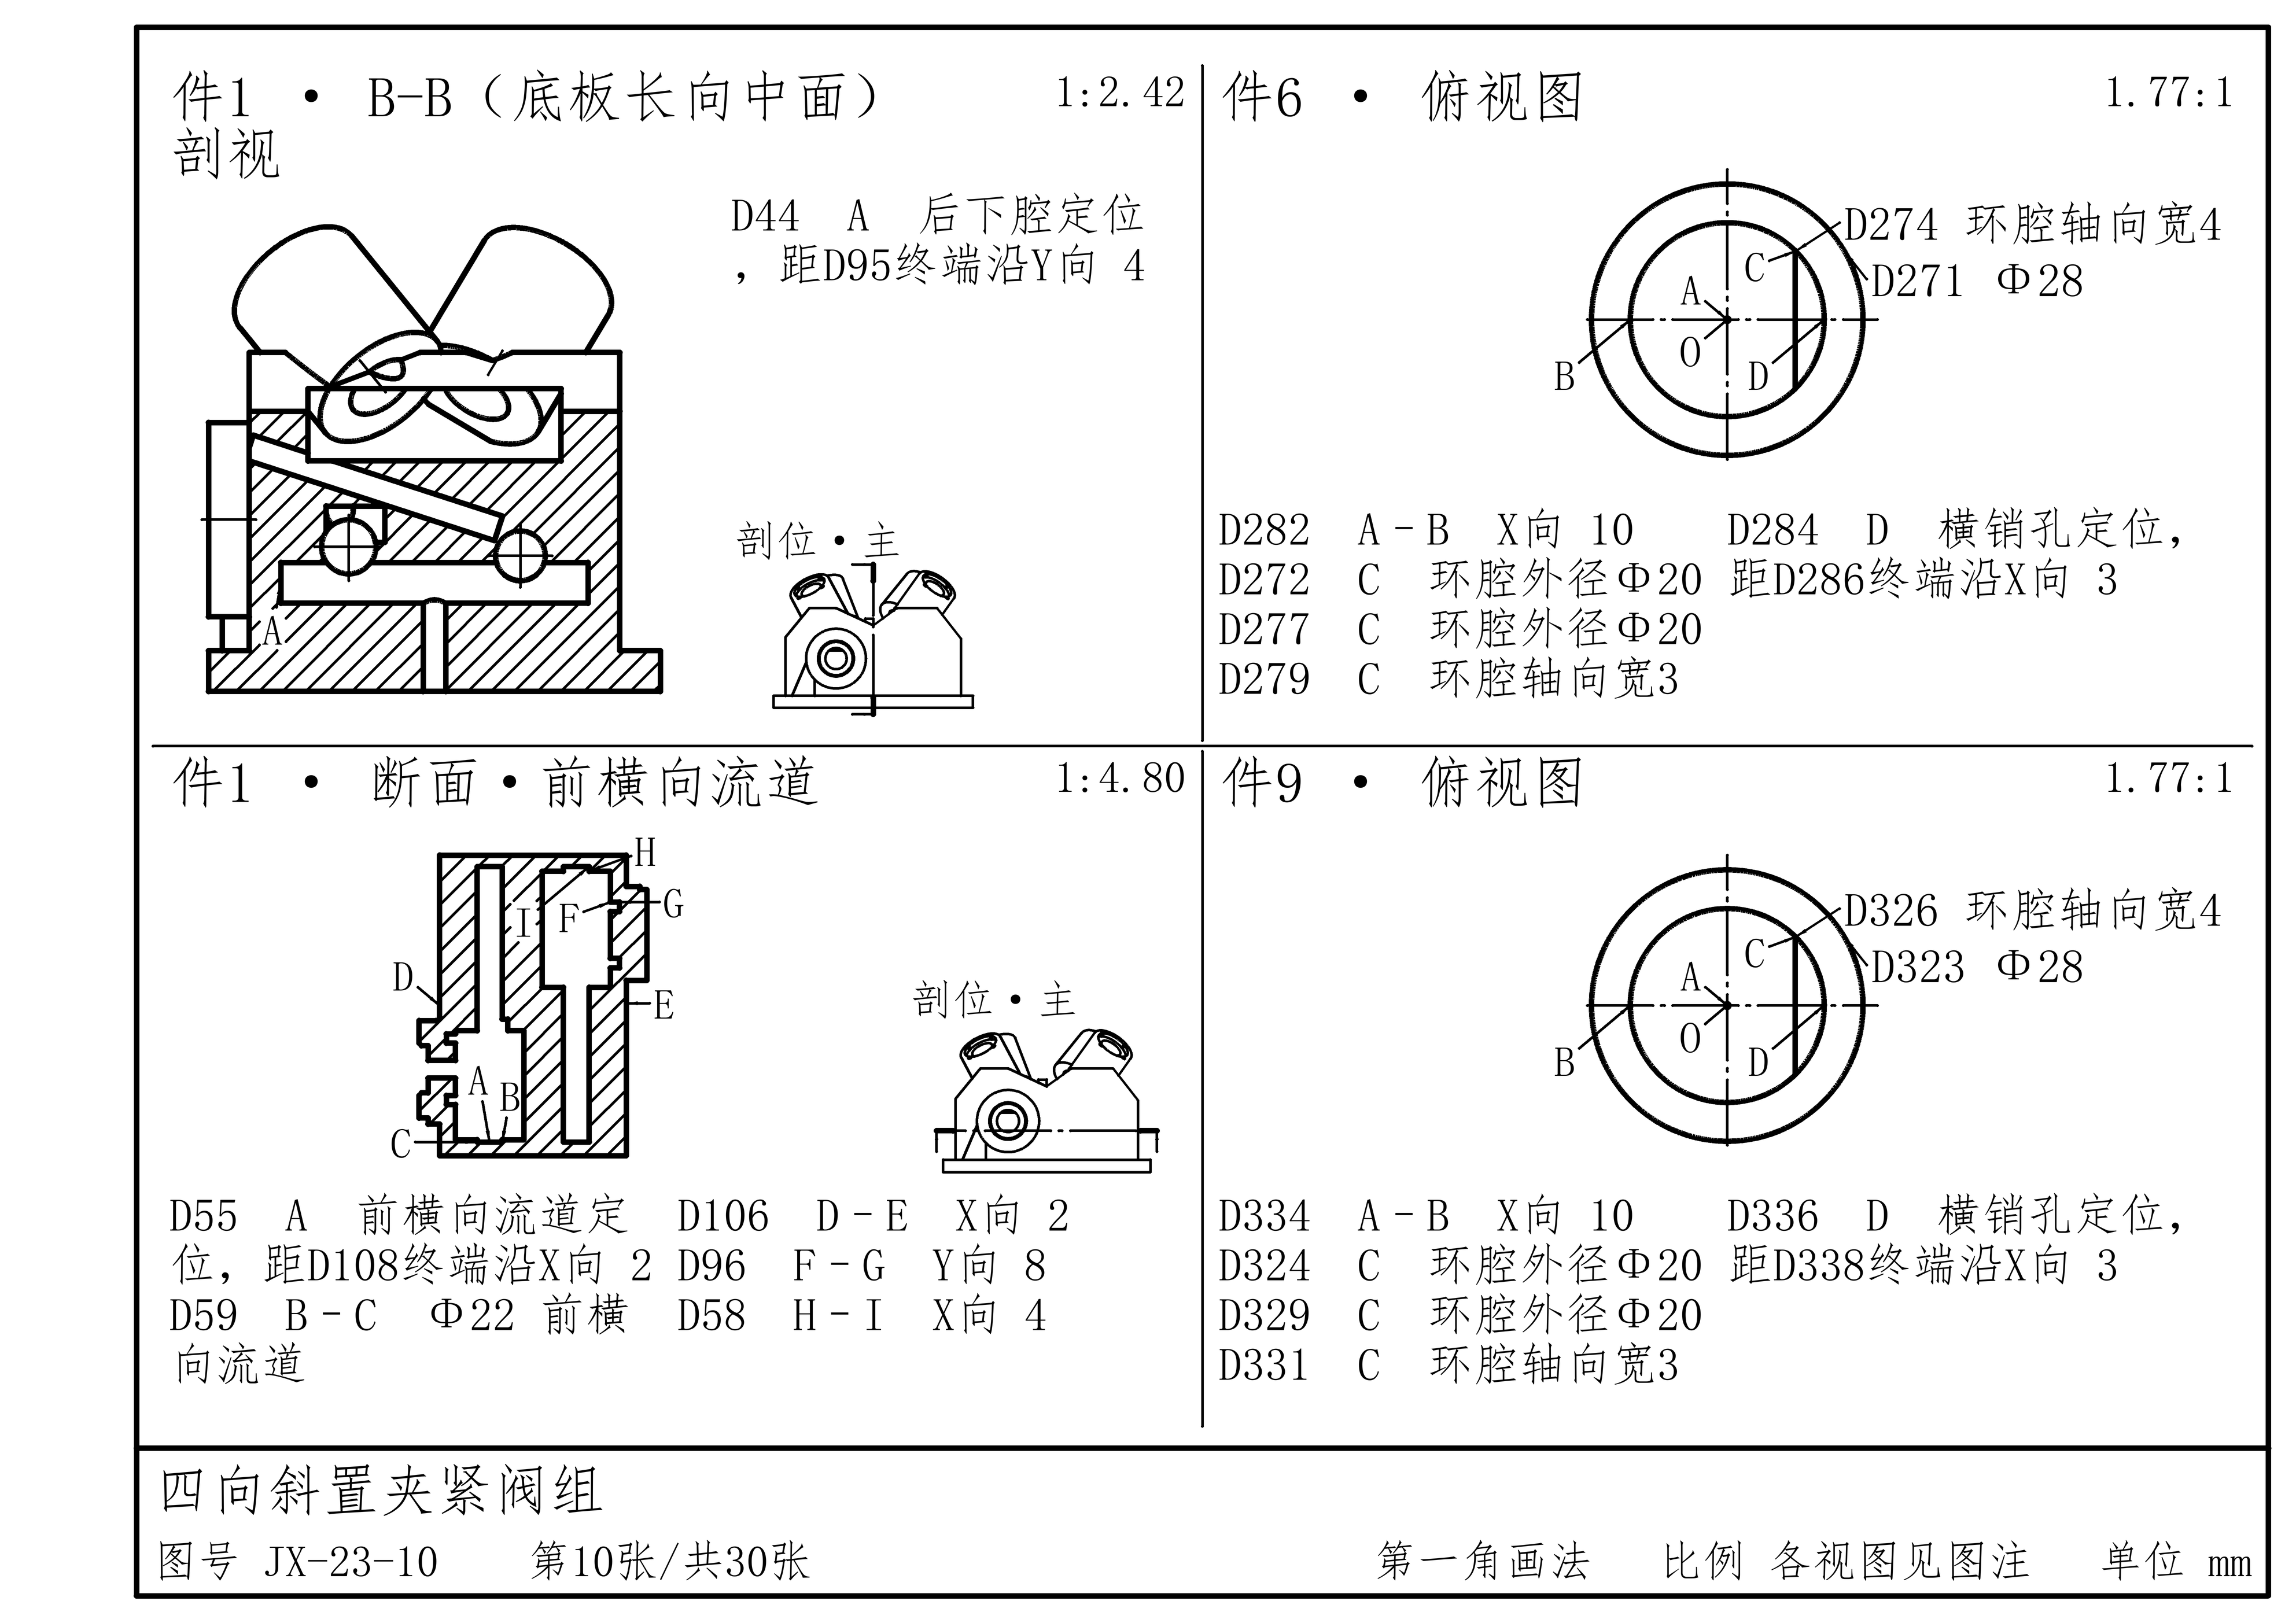 件1 · B-B（底板长向中面）
剖视
1:2.42
D44 A 后下腔定位
，距D95终端沿Y向 4
A
剖位·主
件6 · 俯视图
1.77:1
D274 环腔轴向宽4
C
D271 Φ28
A
O
B
D
D282 A-B X向 10
D272 C 环腔外径Φ20
D277 C 环腔外径Φ20
D279 C 环腔轴向宽3
D284 D 横销孔定位，
距D286终端沿X向 3
件1 · 断面·前横向流道
1:4.80
H
G
I
F
D
E
A
B
C
剖位·主
D55 A 前横向流道定
位，距D108终端沿X向 2
D59 B-C Φ22 前横
向流道
D106 D-E X向 2
D96 F-G Y向 8
D58 H-I X向 4
件9 · 俯视图
1.77:1
D326 环腔轴向宽4
C
D323 Φ28
A
O
B
D
D334 A-B X向 10
D324 C 环腔外径Φ20
D329 C 环腔外径Φ20
D331 C 环腔轴向宽3
D336 D 横销孔定位，
距D338终端沿X向 3
四向斜置夹紧阀组
图号 JX-23-10 第10张/共30张 第一角画法 比例 各视图见图注 单位 mm